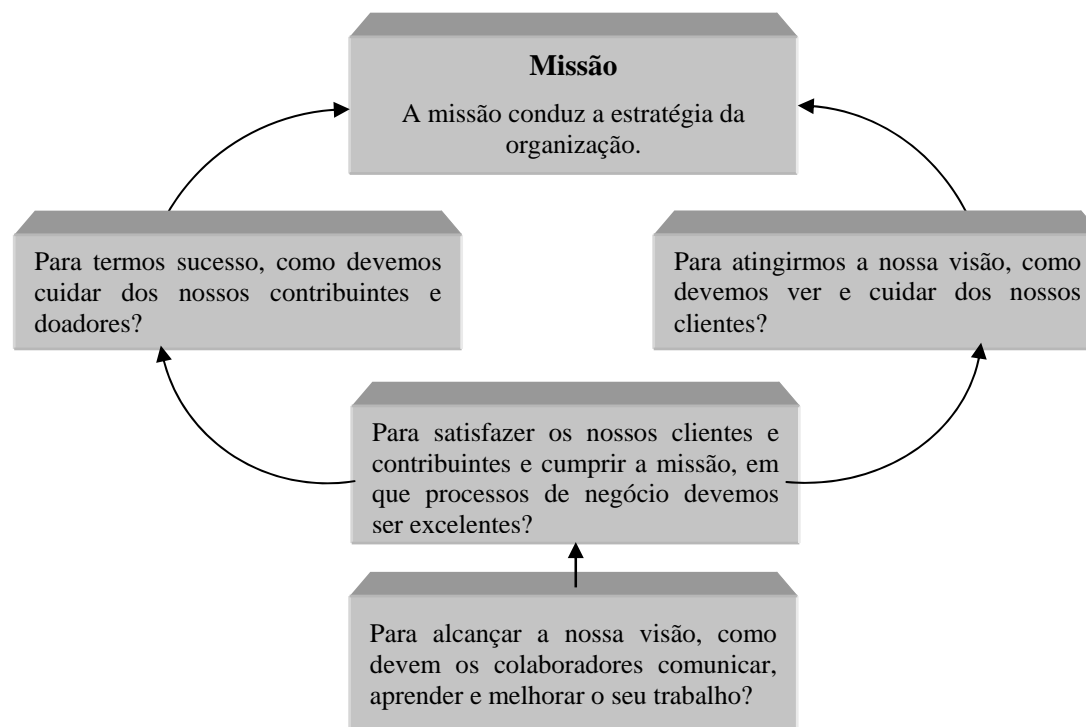 Missão
A missão conduz a estratégia da
organização.
Para termos sucesso, como devemos
cuidar dos nossos contribuintes e
doadores?
Para atingirmos a nossa visão, como
devemos ver e cuidar dos nossos
clientes?
Para satisfazer os nossos clientes e
contribuintes e cumprir a missão, em
que processos de negócio devemos
ser excelentes?
Para alcançar a nossa visão, como
devem os colaboradores comunicar,
aprender e melhorar o seu trabalho?